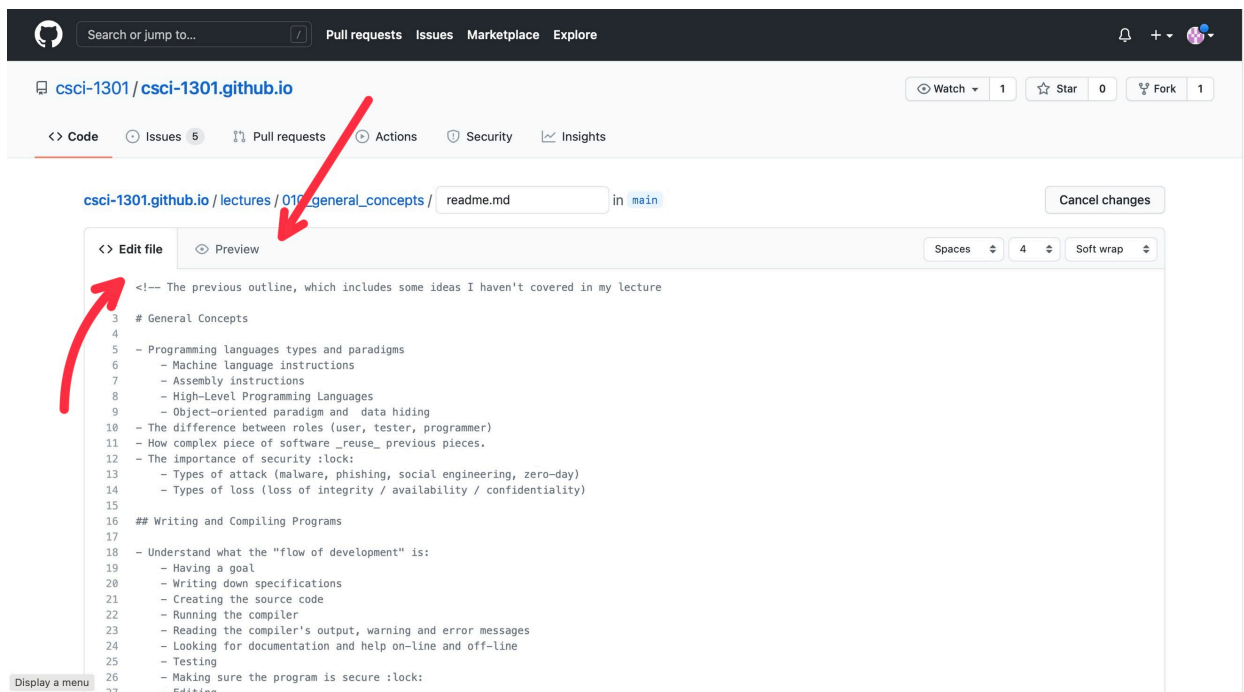 Search or jump to... / Pull requests Issues Marketplace Explore
csci-1301 / csci-1301.github.io Watch 1 Star 0 Fork 1
<> Code Issues 5 Pull requests Actions Security Insights
csci-1301.github.io / lectures / 010_general_concepts / readme.md in main Cancel changes
<> Edit file Preview Spaces 4 Soft wrap
<!-- The previous outline, which includes some ideas I haven't covered in my lecture
3 # General Concepts
4
5 - Programming languages types and paradigms
6 - Machine language instructions
7 - Assembly instructions
8 - High-Level Programming Languages
9 - Object-oriented paradigm and data hiding
10 - The difference between roles (user, tester, programmer)
11 - How complex piece of software _reuse_ previous pieces.
12 - The importance of security :lock:
13 - Types of attack (malware, phishing, social engineering, zero-day)
14 - Types of loss (loss of integrity / availability / confidentiality)
15
16 ## Writing and Compiling Programs
17
18 - Understand what the "flow of development" is:
19 - Having a goal
20 - Writing down specifications
21 - Creating the source code
22 - Running the compiler
23 - Reading the compiler's output, warning and error messages
24 - Looking for documentation and help on-line and off-line
25 - Testing
26 - Making sure the program is secure :lock:
Display a menu
27 - Editing